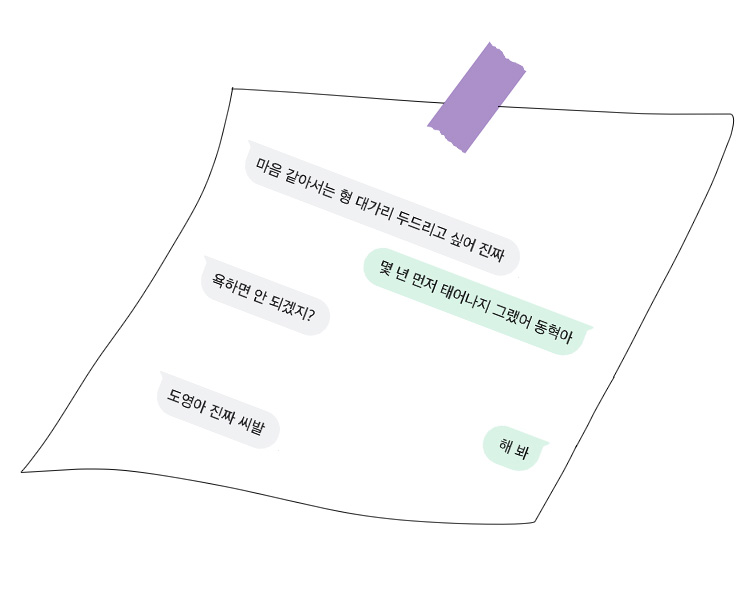 마음 같아서는 형 대가리 두드리고 싶어 진짜
몇 년 먼저 태어나지 그랬어 동혁아
욕하면 안 되겠지?
해 봐
도영아 진짜 씨발